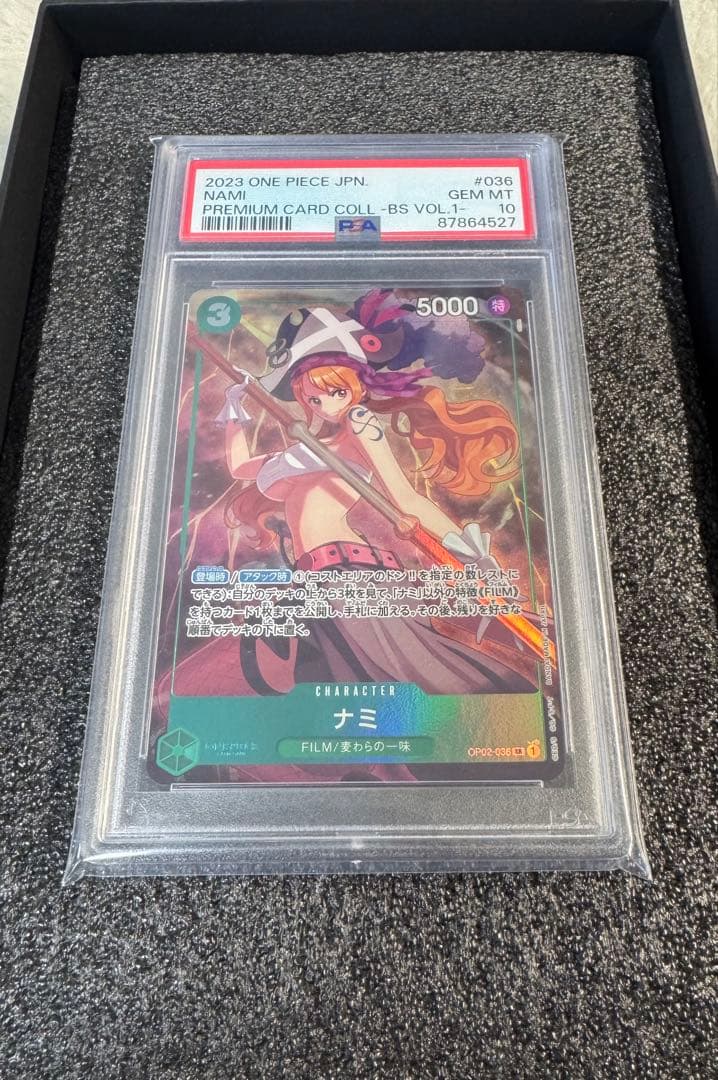 2023 ONE PIECE JPN. #036
NAMI GEM MT
PREMIUM CARD COLL -BS VOL.1- 10
PSA 87864527
3 5000 特
登場時/アタック時 ①(コストエリアのドン!!を指定の数レストに
できる):自分のデッキの上から3枚を見て、「ナミ」以外の特徴《FILM》
を持つカード1枚までを公開し、手札に加える。その後、残りを好きな
順番でデッキの下に置く。
CHARACTER
ナミ
FILM/麦わらの一味
OP02-036 SR 1